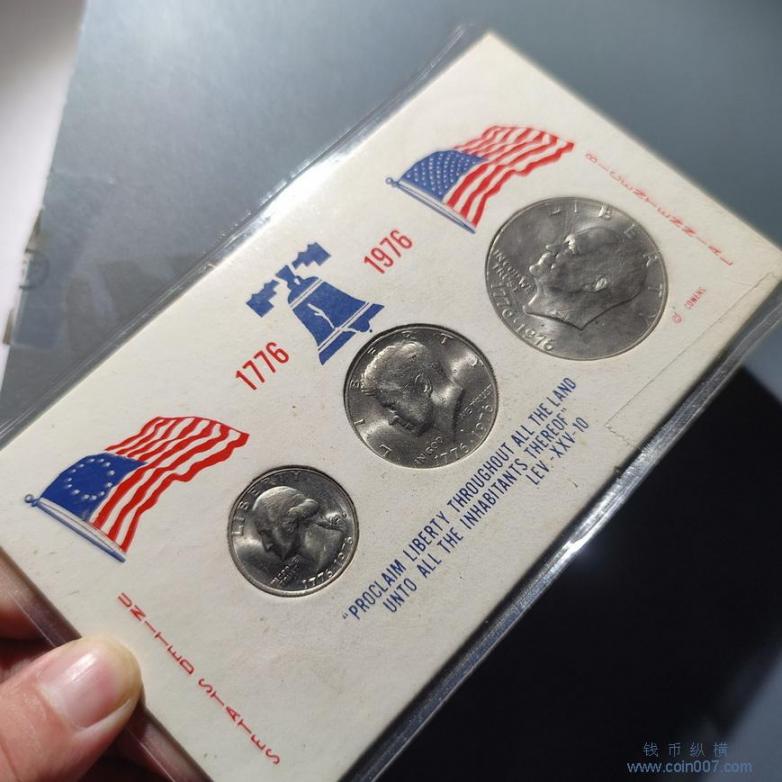 UNITED STATES
BICENTENNIAL
1776
1976
LIBERTY
IN GOD WE TRUST
1776-1976
LIBERTY
IN GOD
1776-1976
LIBERTY
1776-1976
© COWENS
"PROCLAIM LIBERTY THROUGHOUT ALL THE LAND
UNTO ALL THE INHABITANTS THEREOF"
LEV-XXV-10
钱币纵横
www.coin007.com